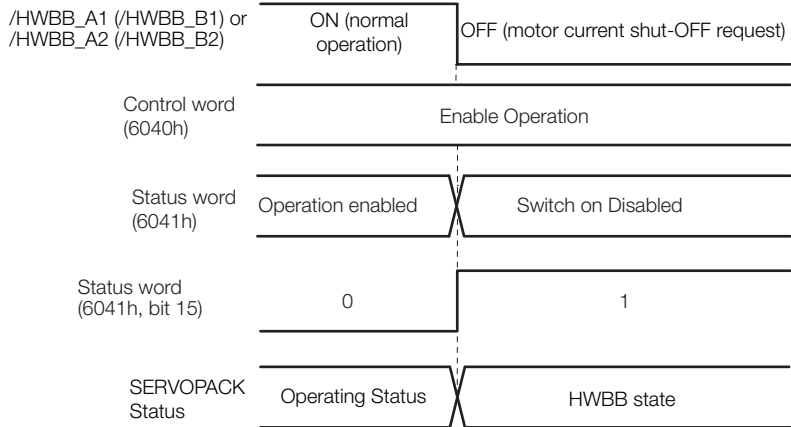 /HWBB_A1 (/HWBB_B1) or
/HWBB_A2 (/HWBB_B2)
ON (normal
operation)
OFF (motor current shut-OFF request)
Control word
(6040h)
Enable Operation
Status word
(6041h)
Operation enabled
Switch on Disabled
Status word
(6041h, bit 15)
0
1
SERVOPACK
Status
Operating Status
HWBB state